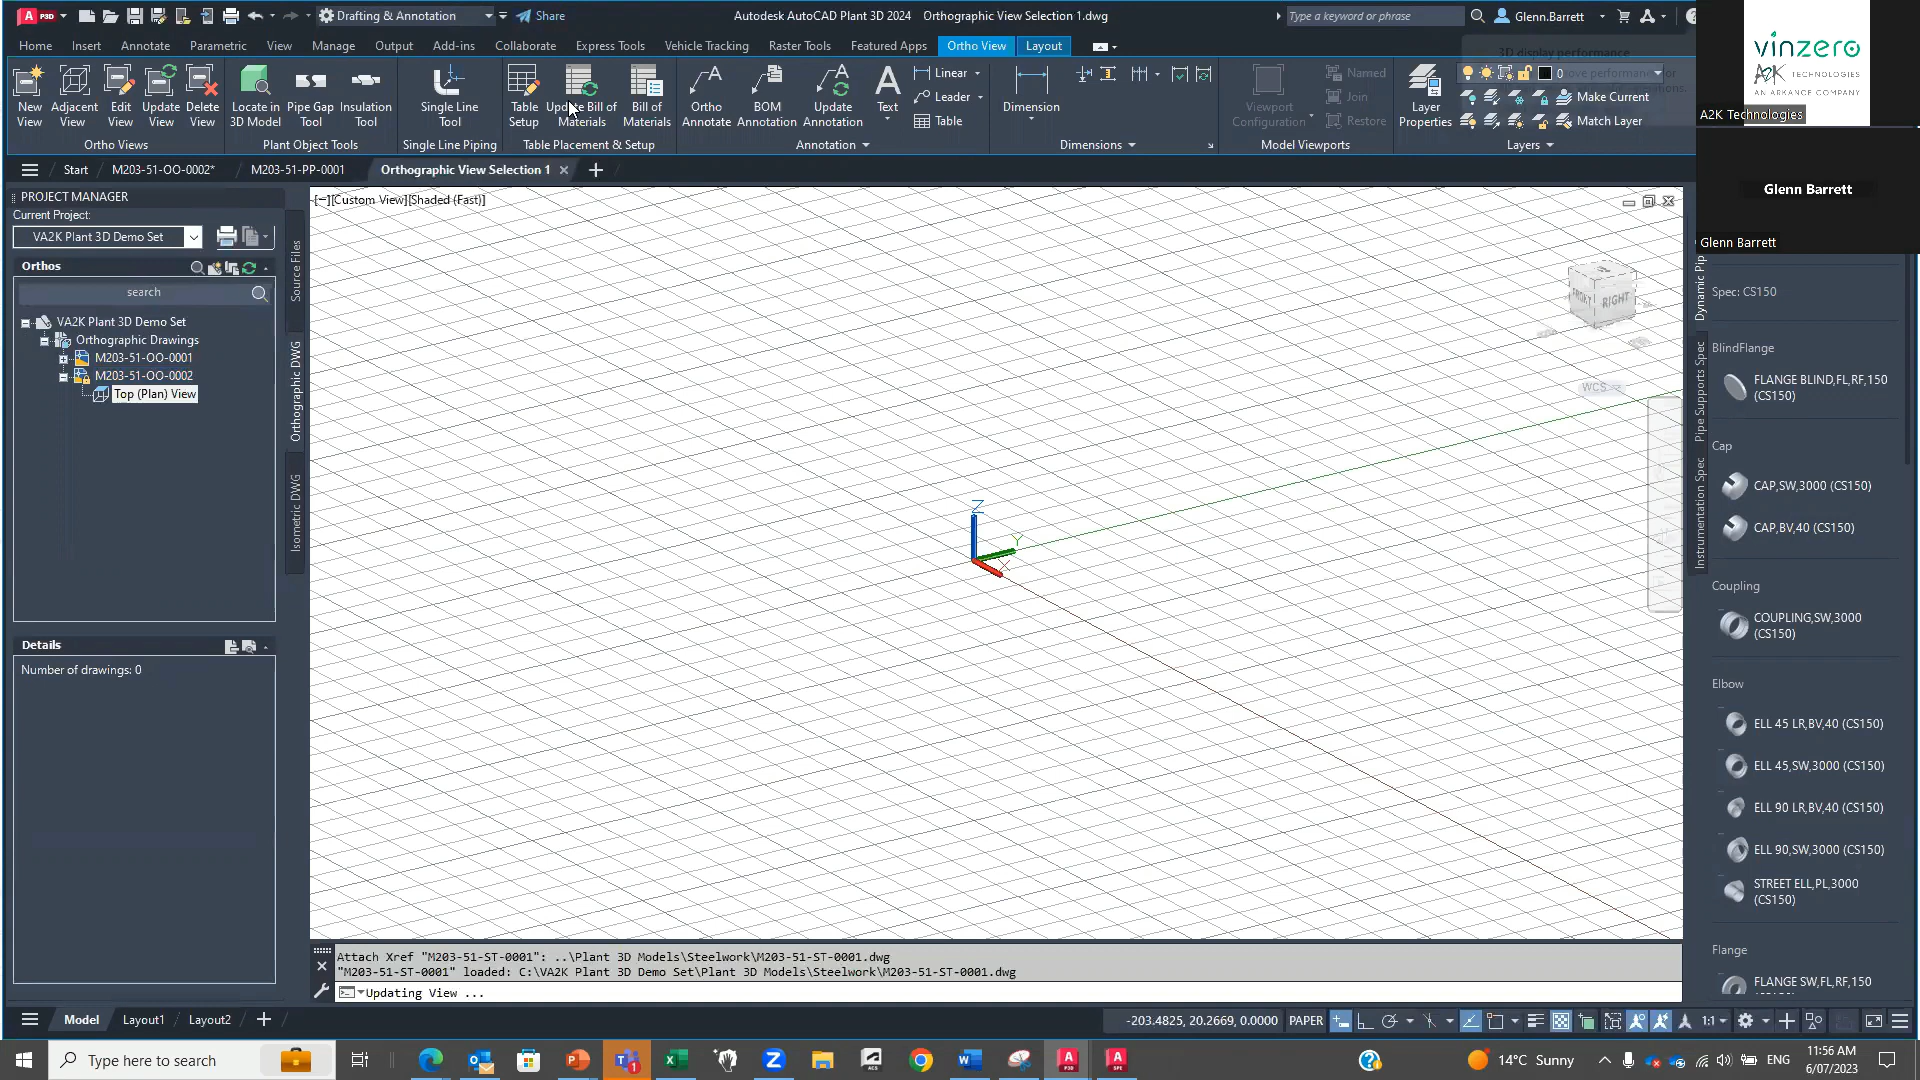 P3D
Drafting & Annotation
Share
Autodesk AutoCAD Plant 3D 2024   Orthographic View Selection 1.dwg
Type a keyword or phrase
Glenn.Barrett
Home Insert Annotate Parametric View Manage Output Add-ins Collaborate Express Tools Vehicle Tracking Raster Tools Featured Apps Ortho View Layout
3D display performance
vinzero
A2K TECHNOLOGIES
AN ARKANCE COMPANY
A2K Technologies
New View
Adjacent View
Edit View
Update View
Delete View
Locate in 3D Model
Pipe Gap Tool
Insulation Tool
Single Line Tool
Table Setup
Update Bill of Materials
Bill of Materials
Ortho Annotate
BOM Annotation
Update Annotation
Text
Linear
Leader
Table
Dimension
Viewport Configuration
Named
Join
Restore
Layer Properties
0
Make Current
Match Layer
Ortho Views
Plant Object Tools
Single Line Piping
Table Placement & Setup
Annotation
Dimensions
Model Viewports
Layers
Start
M203-51-OO-0002*
M203-51-PP-0001
Orthographic View Selection 1
Glenn Barrett
Glenn Barrett
PROJECT MANAGER
Current Project:
VA2K Plant 3D Demo Set
Orthos
search
VA2K Plant 3D Demo Set
Orthographic Drawings
M203-51-OO-0001
M203-51-OO-0002
Top (Plan) View
Source Files
Orthographic DWG
Isometric DWG
Details
Number of drawings: 0
[−][Custom View][Shaded (Fast)]
FRONT
RIGHT
WCS
Z
Y
X
Dynamic Pip
Pipe Supports Spec
Instrumentation Spec
Spec: CS150
BlindFlange
FLANGE BLIND,FL,RF,150
(CS150)
Cap
CAP,SW,3000 (CS150)
CAP,BV,40 (CS150)
Coupling
COUPLING,SW,3000
(CS150)
Elbow
ELL 45 LR,BV,40 (CS150)
ELL 45,SW,3000 (CS150)
ELL 90 LR,BV,40 (CS150)
ELL 90,SW,3000 (CS150)
STREET ELL,PL,3000
(CS150)
Flange
FLANGE SW,FL,RF,150
Attach Xref "M203-51-ST-0001": ..\Plant 3D Models\Steelwork\M203-51-ST-0001.dwg
"M203-51-ST-0001" loaded: C:\VA2K Plant 3D Demo Set\Plant 3D Models\Steelwork\M203-51-ST-0001.dwg
Updating View ...
Model
Layout1
Layout2
-203.4825, 20.2669, 0.0000
PAPER
1:1
Type here to search
14°C Sunny
ENG
11:56 AM
6/07/2023